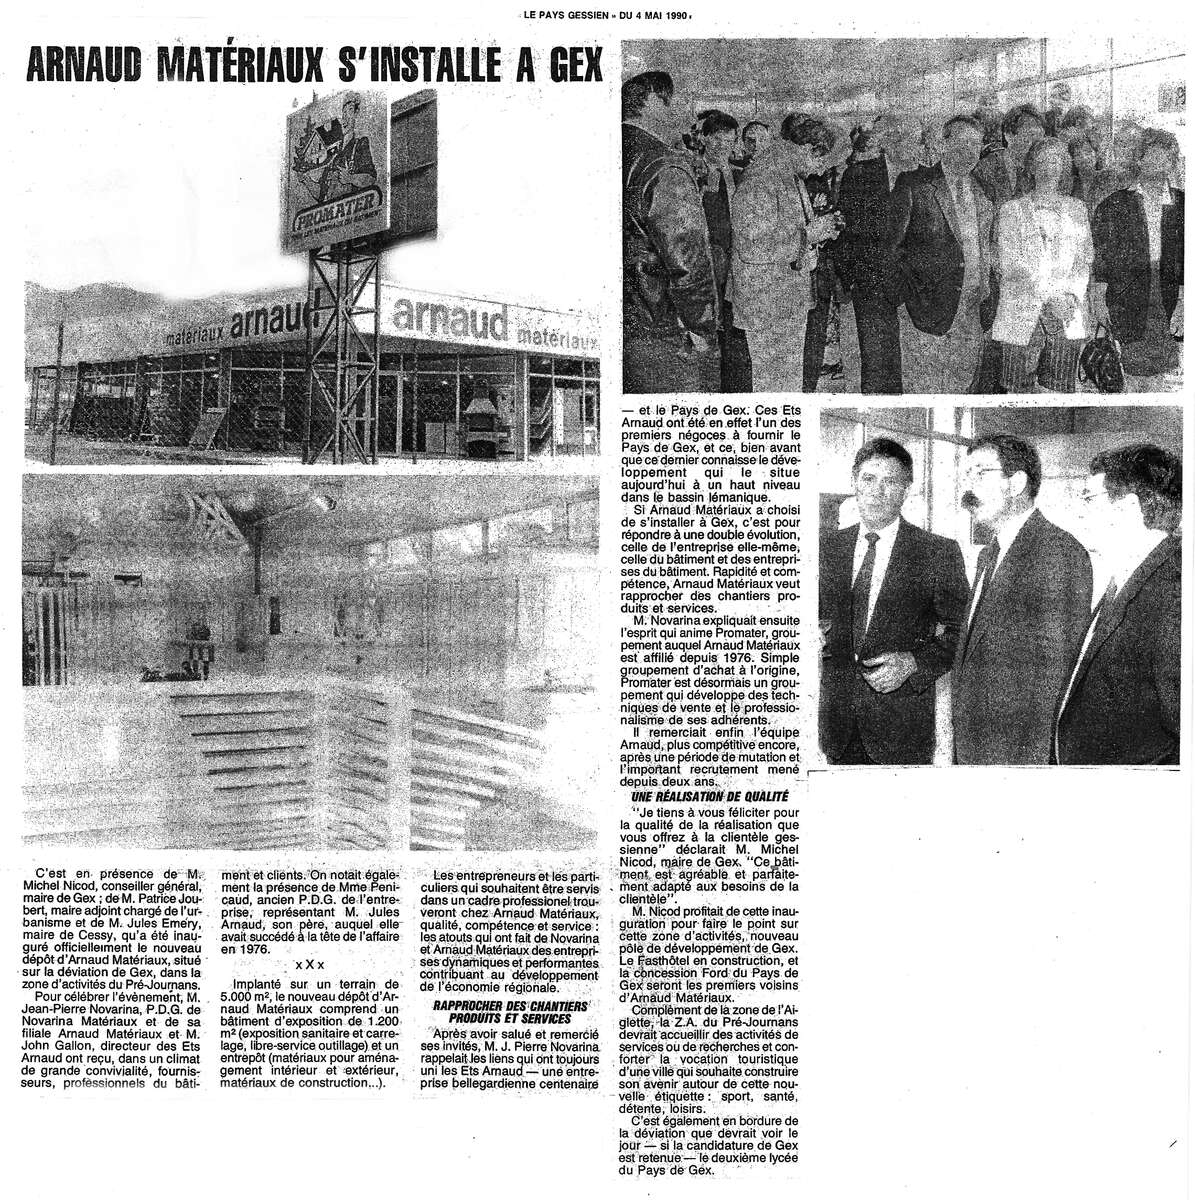 « LE PAYS GESSIEN » DU 4 MAI 1990
ARNAUD MATÉRIAUX S'INSTALLE A GEX
PROMATER
matériaux arnaud
arnaud matériaux
C'est en présence de M.
Michel Nicod, conseiller général,
maire de Gex ; de M. Patrice Jou-
bert, maire adjoint chargé de l'ur-
banisme et de M. Jules Emery,
maire de Cessy, qu'a été inau-
guré officiellement le nouveau
dépôt d'Arnaud Matériaux, situé
sur la déviation de Gex, dans la
zone d'activités du Pré-Journans.
Pour célébrer l'évènement, M.
Jean-Pierre Novarina, P.D.G. de
Novarina Matériaux et de sa
filiale Arnaud Matériaux et M.
John Gallon, directeur des Ets
Arnaud ont reçu, dans un climat
de grande convivialité, fournis-
seurs, professionnels du bâti-
ment et clients. On notait égale-
ment la présence de Mme Peni-
caud, ancien P.D.G. de l'entre-
prise, représentant M. Jules
Arnaud, son père, auquel elle
avait succédé à la tête de l'affaire
en 1976.
xXx
Implanté sur un terrain de
5.000 m², le nouveau dépôt d'Ar-
naud Matériaux comprend un
bâtiment d'exposition de 1.200
m² (exposition sanitaire et carre-
lage, libre-service outillage) et un
entrepôt (matériaux pour aména-
gement intérieur et extérieur,
matériaux de construction...).
Les entrepreneurs et les parti-
culiers qui souhaitent être servis
dans un cadre professionnel trou-
veront chez Arnaud Matériaux,
qualité, compétence et service :
les atouts qui ont fait de Novarina
et Arnaud Matériaux des entrepri-
ses dynamiques et performantes
contribuant au développement
de l'économie régionale.
RAPPROCHER DES CHANTIERS
PRODUITS ET SERVICES
Après avoir salué et remercié
ses invités, M. J. Pierre Novarina
rappelait les liens qui ont toujours
uni les Ets Arnaud — une entre-
prise bellegardienne centenaire
— et le Pays de Gex. Ces Ets
Arnaud ont été en effet l'un des
premiers négoces à fournir le
Pays de Gex, et ce, bien avant
que ce dernier connaisse le déve-
loppement qui le situe
aujourd'hui à un haut niveau
dans le bassin lémanique.
Si Arnaud Matériaux a choisi
de s'installer à Gex, c'est pour
répondre à une double évolution,
celle de l'entreprise elle-même,
celle du bâtiment et des entrepri-
ses du bâtiment. Rapidité et com-
pétence, Arnaud Matériaux veut
rapprocher des chantiers pro-
duits et services.
M. Novarina expliquait ensuite
l'esprit qui anime Promater, grou-
pement auquel Arnaud Matériaux
est affilié depuis 1976. Simple
groupement d'achat à l'origine,
Promater est désormais un grou-
pement qui développe des tech-
niques de vente et le professio-
nalisme de ses adhérents.
Il remerciait enfin l'équipe
Arnaud, plus compétitive encore,
après une période de mutation et
l'important recrutement mené
depuis deux ans.
UNE RÉALISATION DE QUALITÉ
"Je tiens à vous féliciter pour
la qualité de la réalisation que
vous offrez à la clientèle ges-
sienne" déclarait M. Michel
Nicod, maire de Gex. "Ce bâti-
ment est agréable et parfaite-
ment adapté aux besoins de la
clientèle".
M. Nicod profitait de cette inau-
guration pour faire le point sur
cette zone d'activités, nouveau
pôle de développement de Gex.
Le Fasthôtel en construction, et
la concession Ford du Pays de
Gex seront les premiers voisins
d'Arnaud Matériaux.
Complément de la zone de l'Ai-
glette, la Z.A. du Pré-Journans
devrait accueillir des activités de
services ou de recherches et con-
forter la vocation touristique
d'une ville qui souhaite construire
son avenir autour de cette nou-
velle étiquette : sport, santé,
détente, loisirs.
C'est également en bordure de
la déviation que devrait voir le
jour — si la candidature de Gex
est retenue — le deuxième lycée
du Pays de Gex.